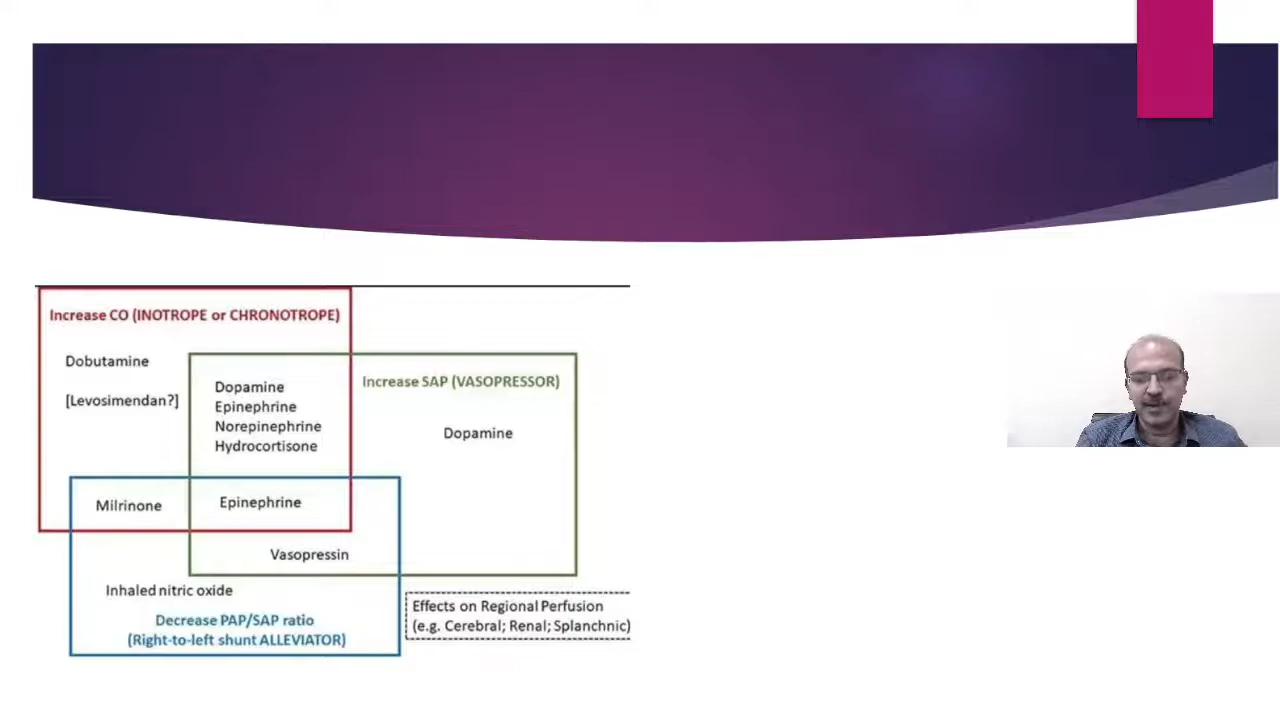 Increase CO (INOTROPE or CHRONOTROPE)
Dobutamine
[Levosimendan?]
Dopamine
Epinephrine
Norepinephrine
Hydrocortisone
Increase SAP (VASOPRESSOR)
Dopamine
Milrinone
Epinephrine
Vasopressin
Inhaled nitric oxide
Decrease PAP/SAP ratio
(Right-to-left shunt ALLEVIATOR)
Effects on Regional Perfusion
(e.g. Cerebral; Renal; Splanchnic)